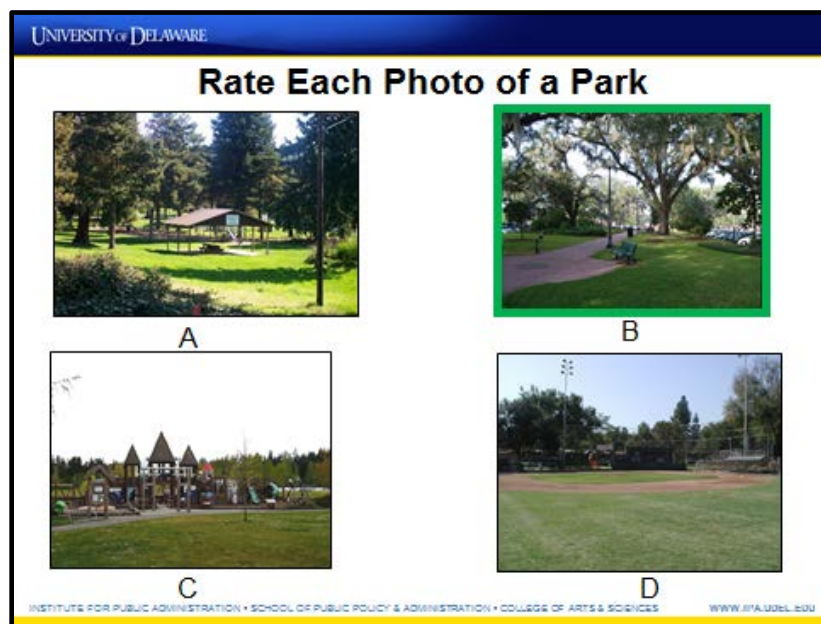 UNIVERSITY OF DELAWARE
Rate Each Photo of a Park
A
B
C
D
INSTITUTE FOR PUBLIC ADMINISTRATION • SCHOOL OF PUBLIC POLICY & ADMINISTRATION • COLLEGE OF ARTS & SCIENCES WWW.IPA.UDEL.EDU